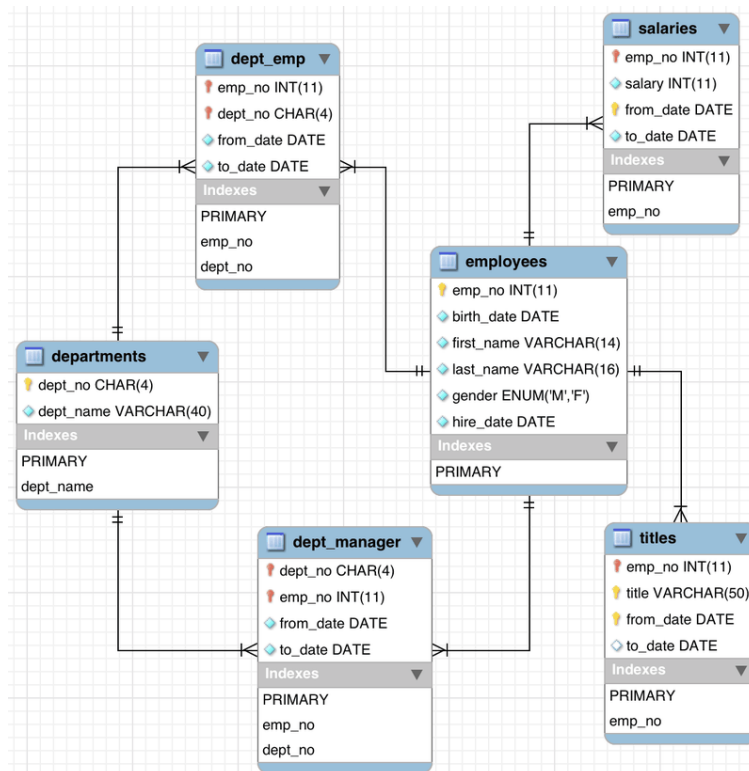 dept_emp
emp_no INT(11)
dept_no CHAR(4)
from_date DATE
to_date DATE
Indexes
PRIMARY
emp_no
dept_no
salaries
emp_no INT(11)
salary INT(11)
from_date DATE
to_date DATE
Indexes
PRIMARY
emp_no
employees
emp_no INT(11)
birth_date DATE
first_name VARCHAR(14)
last_name VARCHAR(16)
gender ENUM('M','F')
hire_date DATE
Indexes
PRIMARY
departments
dept_no CHAR(4)
dept_name VARCHAR(40)
Indexes
PRIMARY
dept_name
dept_manager
dept_no CHAR(4)
emp_no INT(11)
from_date DATE
to_date DATE
Indexes
PRIMARY
emp_no
dept_no
titles
emp_no INT(11)
title VARCHAR(50)
from_date DATE
to_date DATE
Indexes
PRIMARY
emp_no